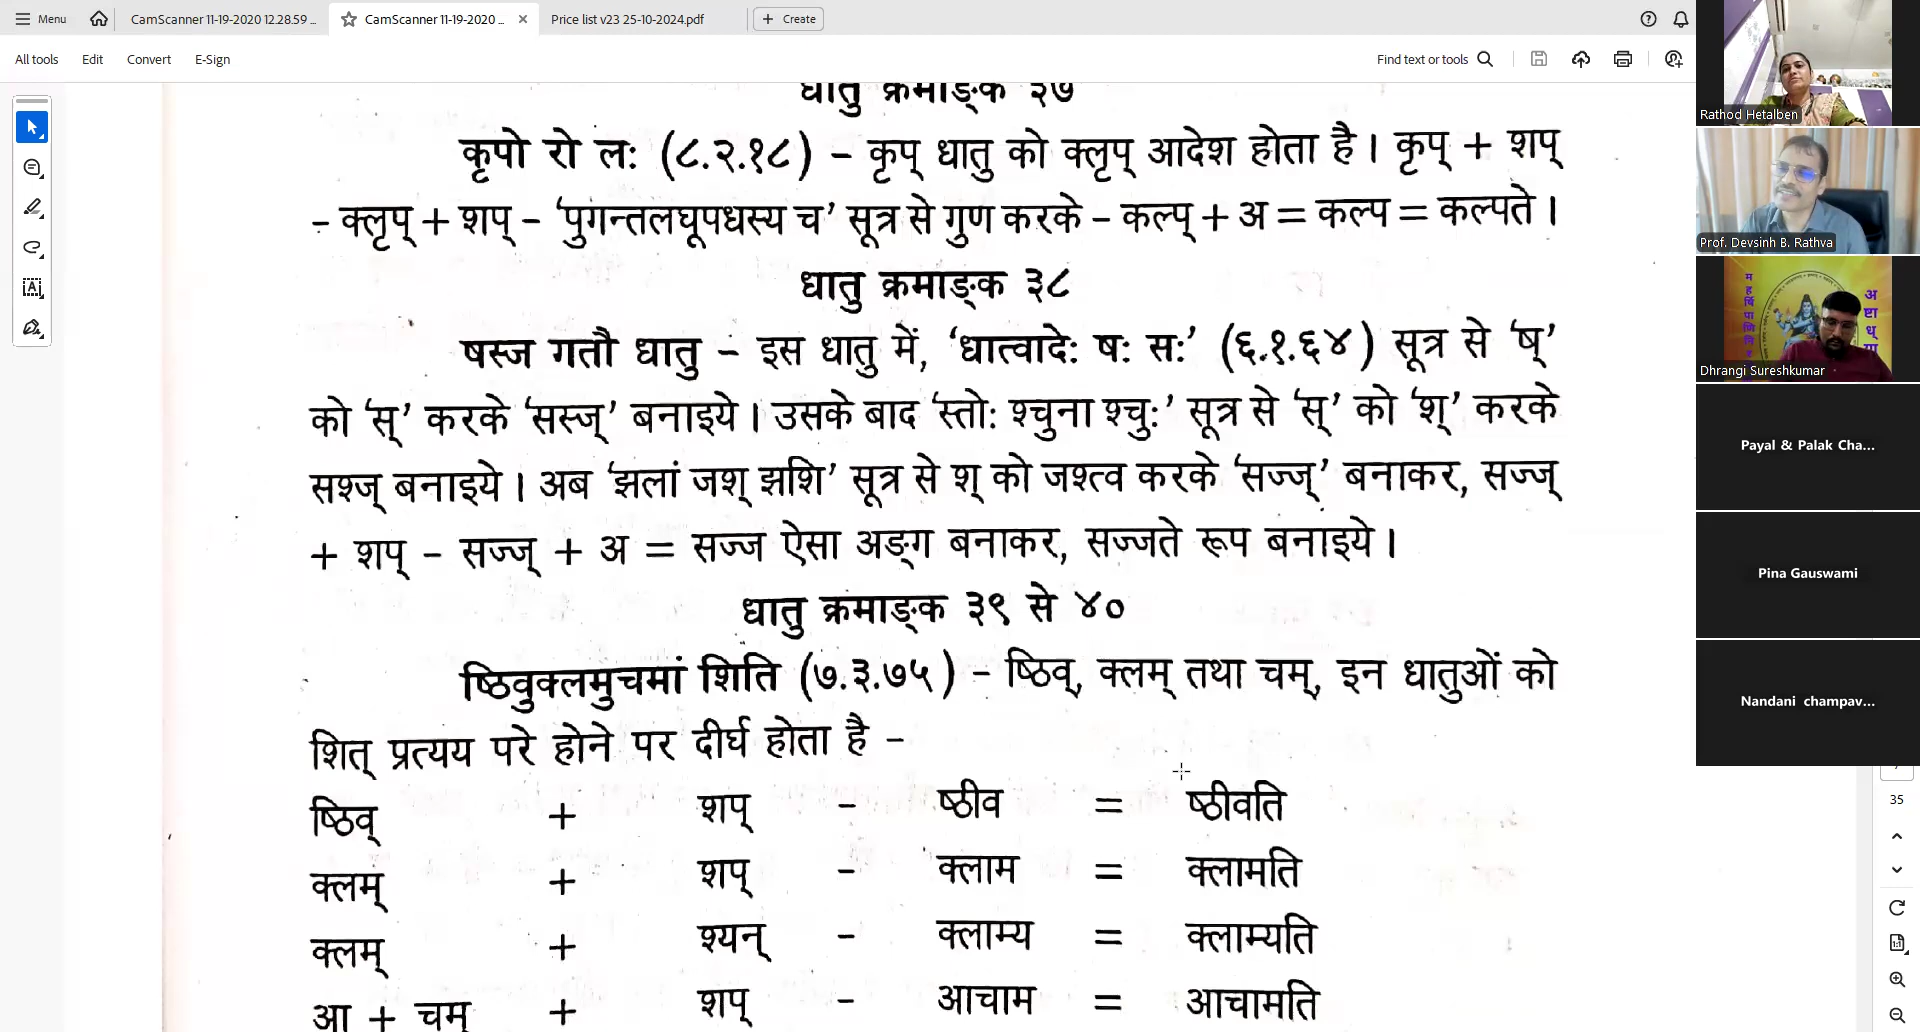 Menu
CamScanner 11-19-2020 12.28.59 ...
CamScanner 11-19-2020 ...
Price list v23 25-10-2024.pdf
Create
All tools Edit Convert E-Sign
Find text or tools
धातु क्रमाङ्क ३७
कृपो रो लः (८.२.१८) – कृप् धातु को क्लृप् आदेश होता है। कृप् + शप्
– क्लृप् + शप् – 'पुगन्तलघूपधस्य च' सूत्र से गुण करके – कल्प् + अ = कल्प = कल्पते।
धातु क्रमाङ्क ३८
षस्ज गतौ धातु – इस धातु में, 'धात्वादेः षः सः' (६.१.६४) सूत्र से 'ष्'
को 'स्' करके 'सस्ज्' बनाइये। उसके बाद 'स्तोः श्चुना श्चुः' सूत्र से 'स्' को 'श्' करके
सश्ज् बनाइये। अब 'झलां जश् झशि' सूत्र से श् को जश्त्व करके 'सज्ज्' बनाकर, सज्ज्
+ शप् – सज्ज् + अ = सज्ज ऐसा अङ्ग बनाकर, सज्जते रूप बनाइये।
धातु क्रमाङ्क ३९ से ४०
ष्ठिवुक्लमुचमां शिति (७.३.७५) – ष्ठिव्, क्लम् तथा चम्, इन धातुओं को
शित् प्रत्यय परे होने पर दीर्घ होता है –
ष्ठिव् + शप् – ष्ठीव = ष्ठीवति
क्लम् + शप् – क्लाम = क्लामति
क्लम् + श्यन् – क्लाम्य = क्लाम्यति
आ + चम् + शप् – आचाम = आचामति
Rathod Hetalben
Prof. Devsinh B. Rathva
महर्षिपाणिनि
अष्टाध्या
Dhrangi Sureshkumar
Payal & Palak Cha...
Pina Gauswami
Nandani champav...
35